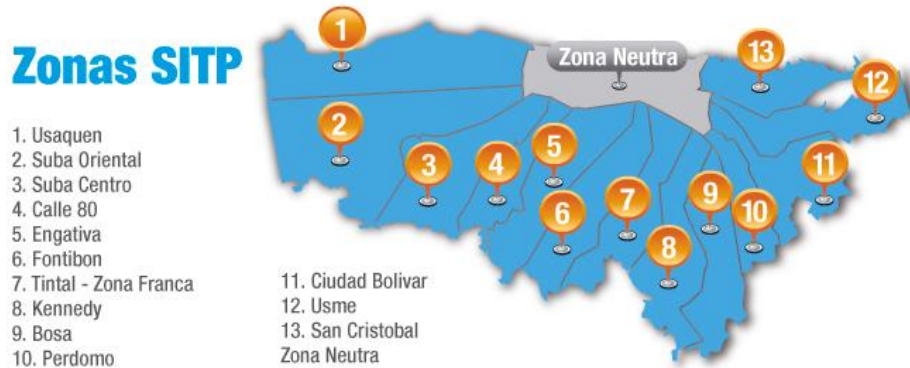 Zonas SITP
1. Usaquen
2. Suba Oriental
3. Suba Centro
4. Calle 80
5. Engativa
6. Fontibon
7. Tintal - Zona Franca
8. Kennedy
9. Bosa
10. Perdomo
11. Ciudad Bolivar
12. Usme
13. San Cristobal
Zona Neutra
1
Zona Neutra
13
12
2
3
4
5
11
6
7
9
10
8